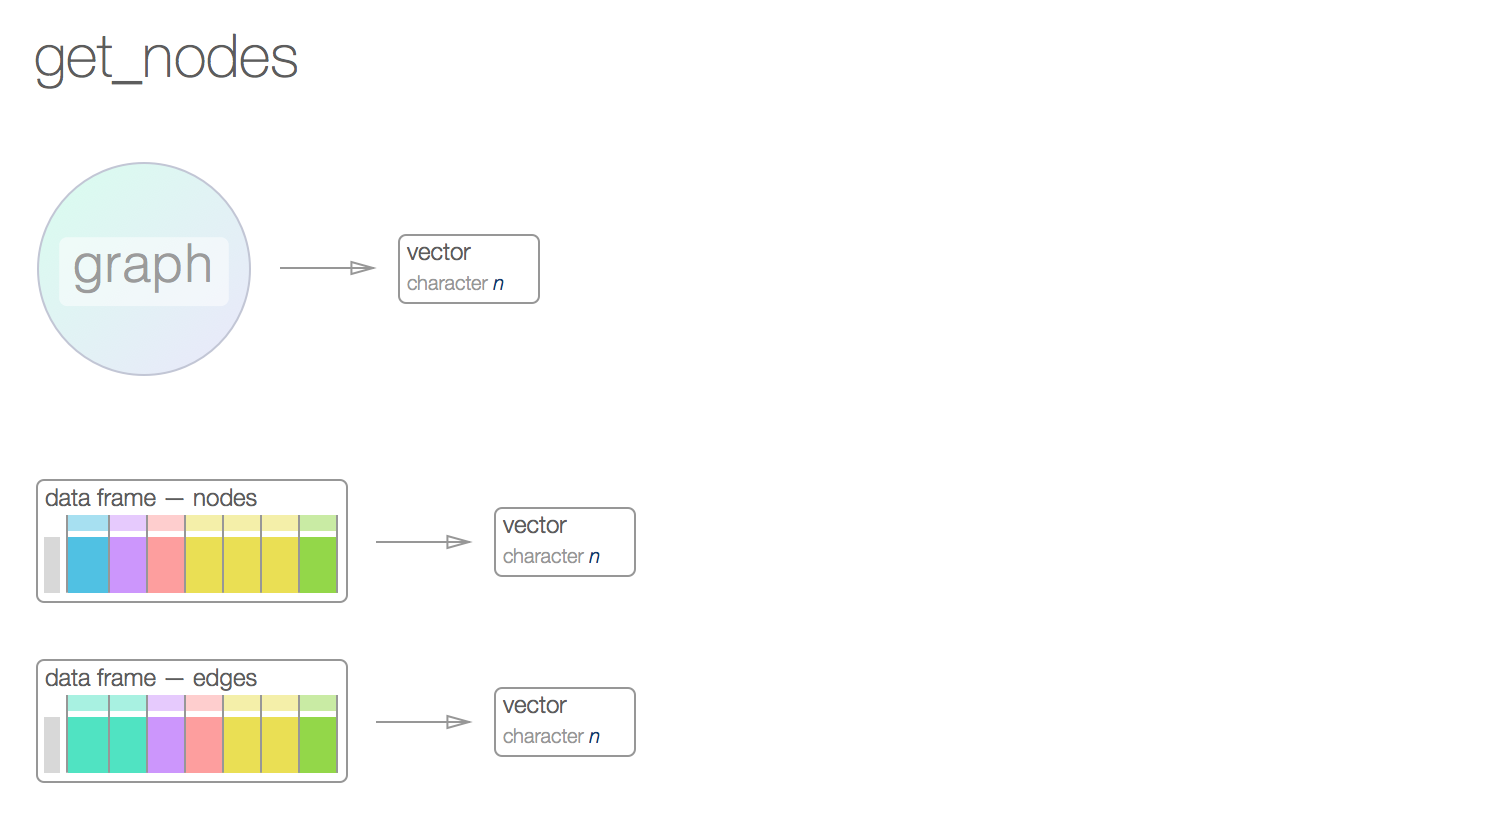 get_nodes
graph
vector
character n
data frame — nodes
vector
character n
data frame — edges
vector
character n